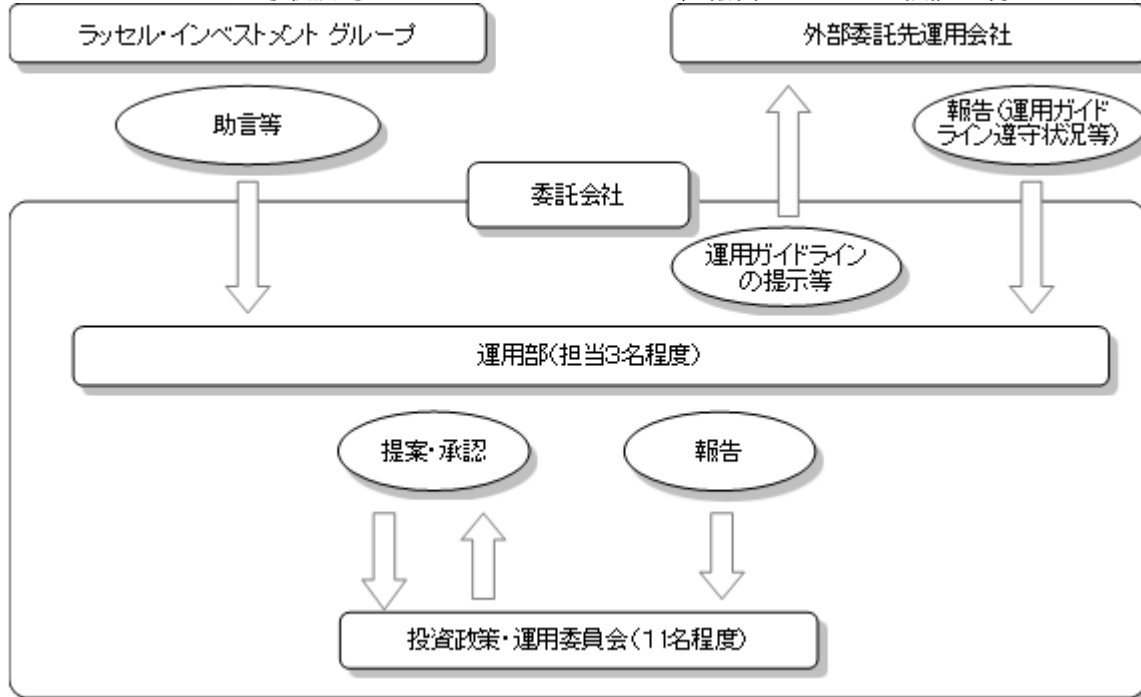 ラッセル・インベストメント グループ
外部委託先運用会社
助言等
報告(運用ガイド
ライン遵守状況等)
委託会社
運用ガイドライン
の提示等
運用部(担当3名程度)
提案・承認
報告
投資政策・運用委員会(11名程度)